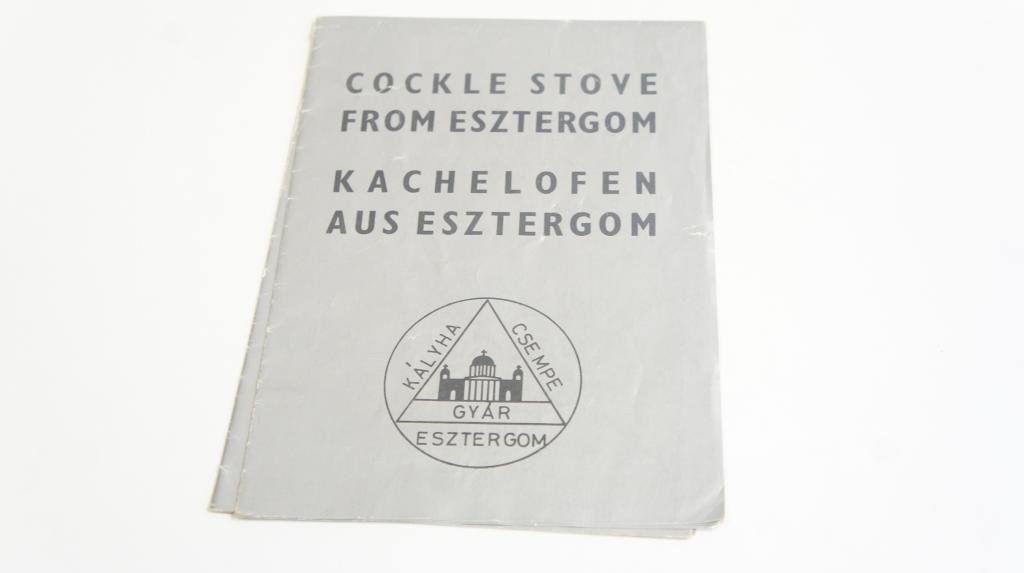 COCKLE STOVE
FROM ESZTERGOM
KACHELOFEN
AUS ESZTERGOM
KÁLYHA
CSEMPE
GYÁR
ESZTERGOM